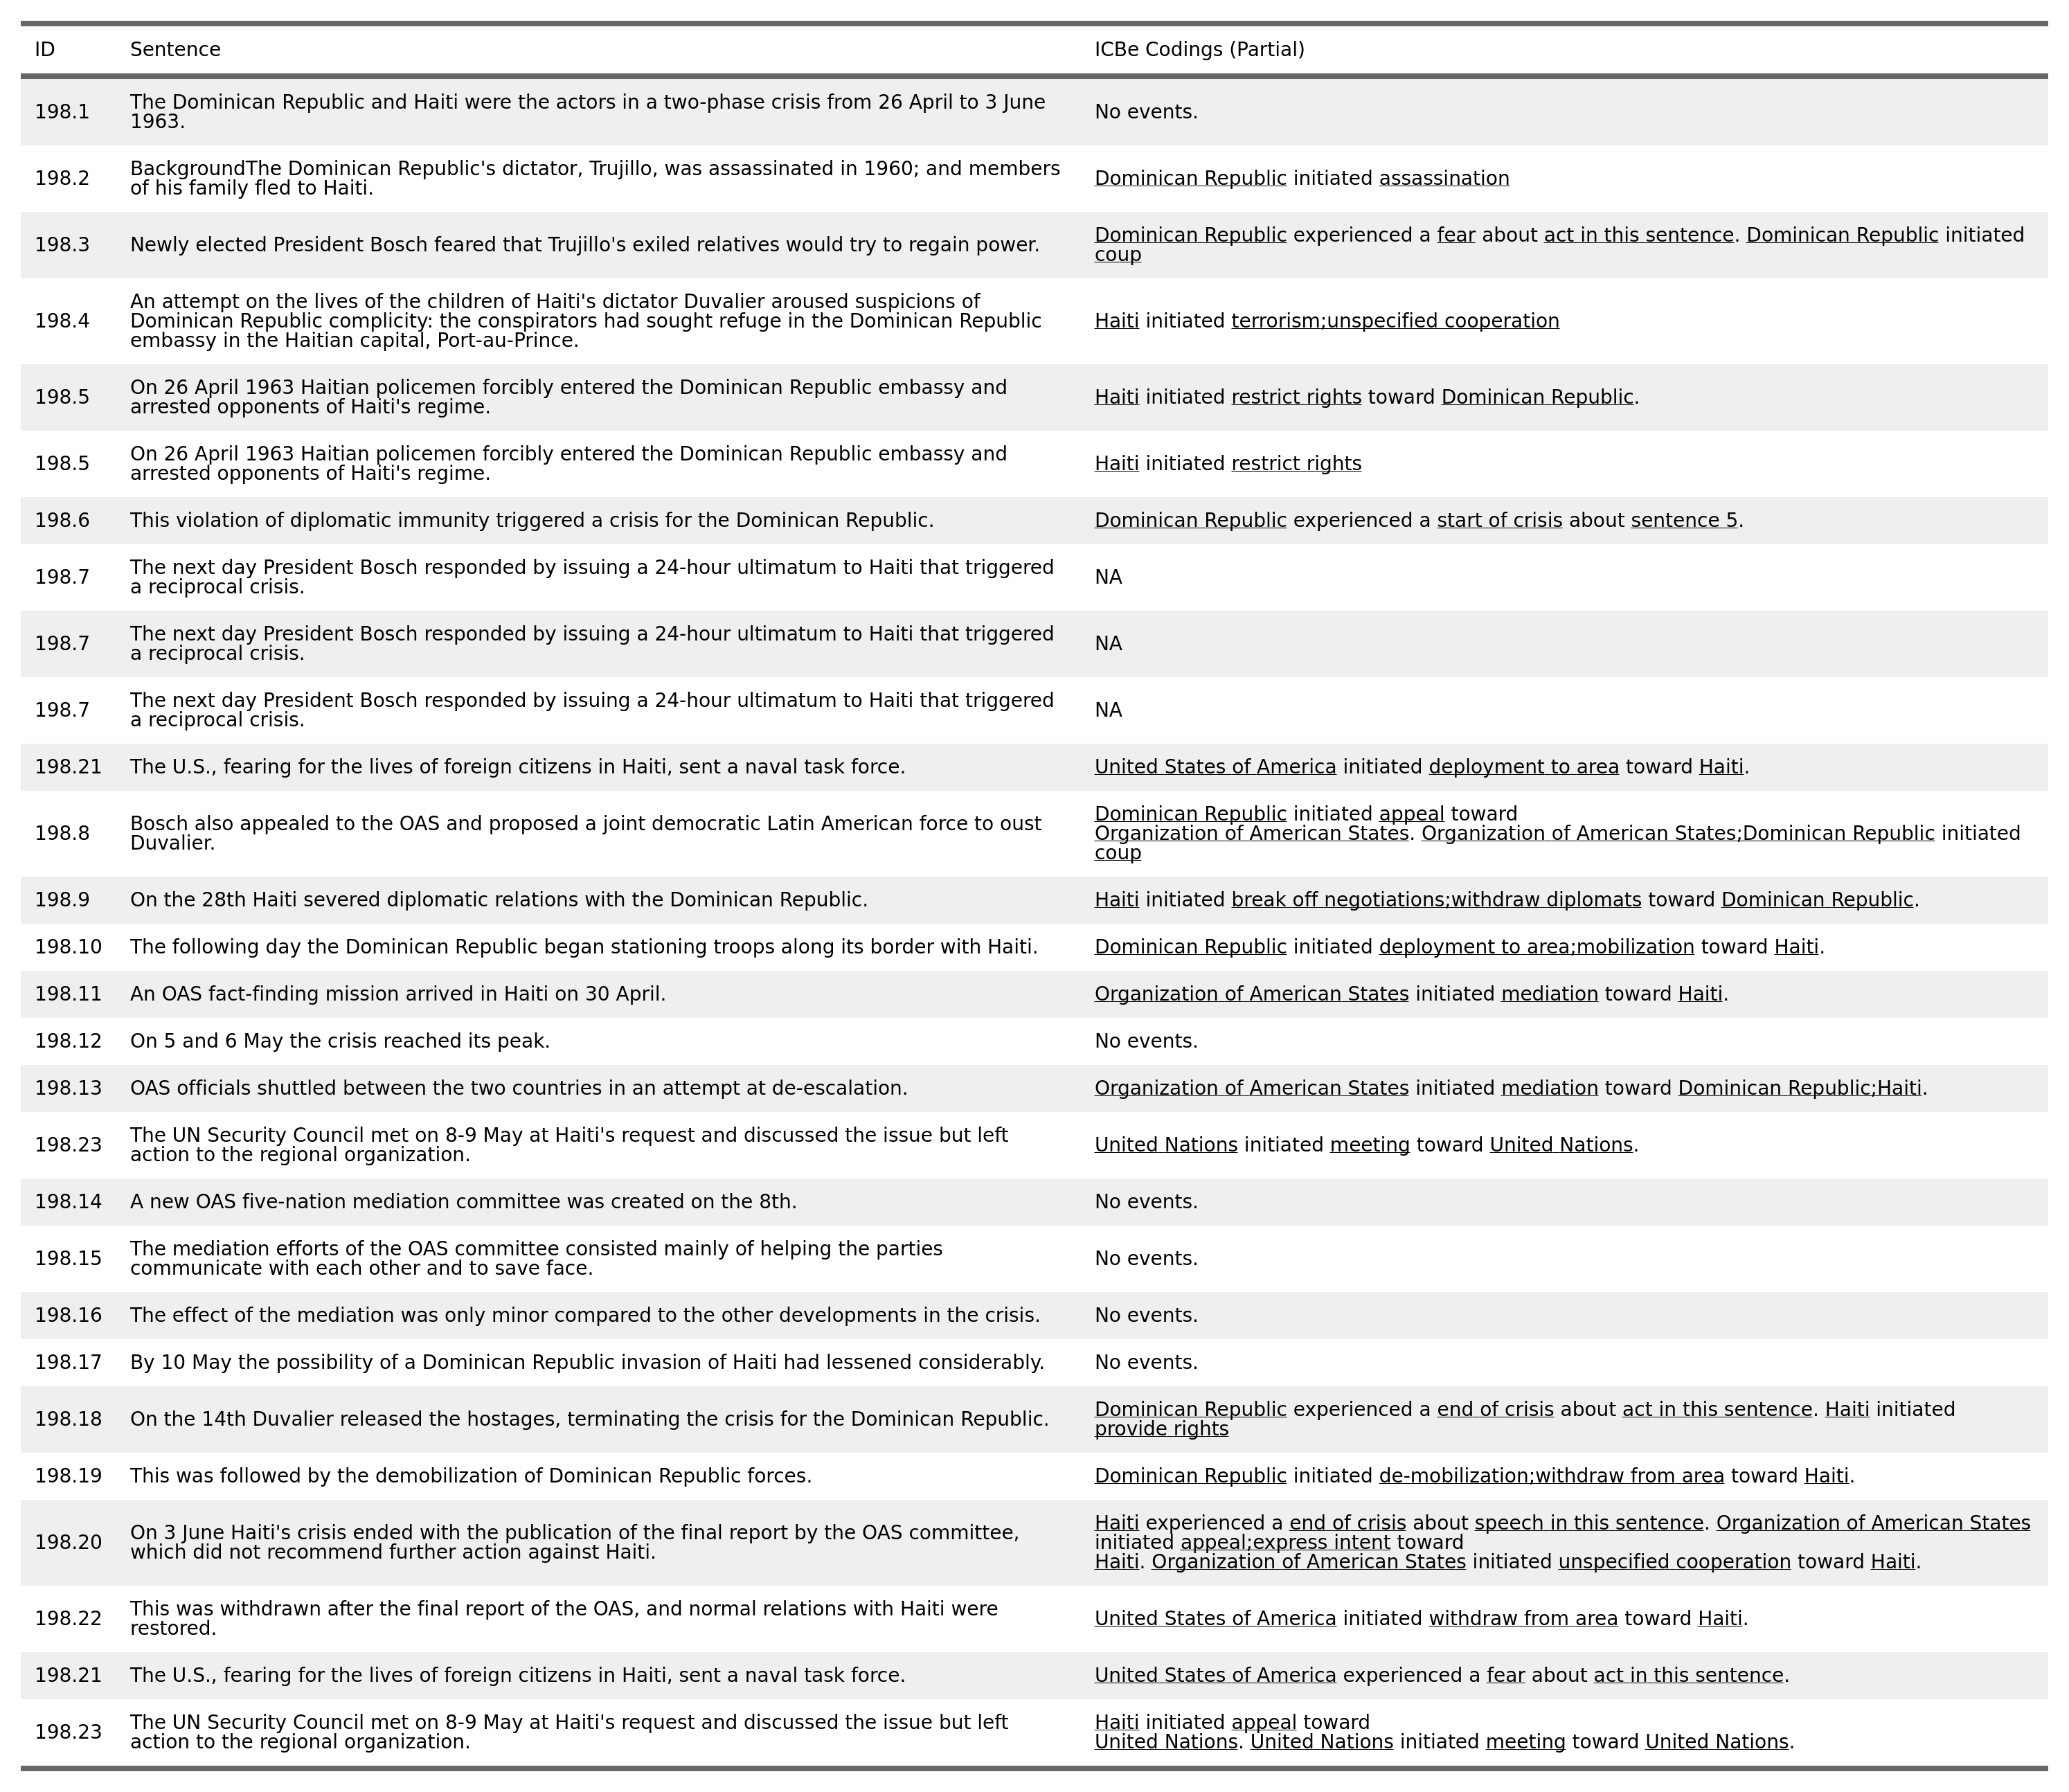 ID Sentence ICBe Codings (Partial)
198.1 The Dominican Republic and Haiti were the actors in a two-phase crisis from 26 April to 3 June
1963. No events.
198.2 BackgroundThe Dominican Republic's dictator, Trujillo, was assassinated in 1960; and members
of his family fled to Haiti. Dominican Republic initiated assassination
198.3 Newly elected President Bosch feared that Trujillo's exiled relatives would try to regain power. Dominican Republic experienced a fear about act in this sentence. Dominican Republic initiated
coup
198.4 An attempt on the lives of the children of Haiti's dictator Duvalier aroused suspicions of
Dominican Republic complicity: the conspirators had sought refuge in the Dominican Republic
embassy in the Haitian capital, Port-au-Prince. Haiti initiated terrorism;unspecified cooperation
198.5 On 26 April 1963 Haitian policemen forcibly entered the Dominican Republic embassy and
arrested opponents of Haiti's regime. Haiti initiated restrict rights toward Dominican Republic.
198.5 On 26 April 1963 Haitian policemen forcibly entered the Dominican Republic embassy and
arrested opponents of Haiti's regime. Haiti initiated restrict rights
198.6 This violation of diplomatic immunity triggered a crisis for the Dominican Republic. Dominican Republic experienced a start of crisis about sentence 5.
198.7 The next day President Bosch responded by issuing a 24-hour ultimatum to Haiti that triggered
a reciprocal crisis. NA
198.7 The next day President Bosch responded by issuing a 24-hour ultimatum to Haiti that triggered
a reciprocal crisis. NA
198.7 The next day President Bosch responded by issuing a 24-hour ultimatum to Haiti that triggered
a reciprocal crisis. NA
198.21 The U.S., fearing for the lives of foreign citizens in Haiti, sent a naval task force. United States of America initiated deployment to area toward Haiti.
198.8 Bosch also appealed to the OAS and proposed a joint democratic Latin American force to oust
Duvalier. Dominican Republic initiated appeal toward
Organization of American States. Organization of American States;Dominican Republic initiated
coup
198.9 On the 28th Haiti severed diplomatic relations with the Dominican Republic. Haiti initiated break off negotiations;withdraw diplomats toward Dominican Republic.
198.10 The following day the Dominican Republic began stationing troops along its border with Haiti. Dominican Republic initiated deployment to area;mobilization toward Haiti.
198.11 An OAS fact-finding mission arrived in Haiti on 30 April. Organization of American States initiated mediation toward Haiti.
198.12 On 5 and 6 May the crisis reached its peak. No events.
198.13 OAS officials shuttled between the two countries in an attempt at de-escalation. Organization of American States initiated mediation toward Dominican Republic;Haiti.
198.23 The UN Security Council met on 8-9 May at Haiti's request and discussed the issue but left
action to the regional organization. United Nations initiated meeting toward United Nations.
198.14 A new OAS five-nation mediation committee was created on the 8th. No events.
198.15 The mediation efforts of the OAS committee consisted mainly of helping the parties
communicate with each other and to save face. No events.
198.16 The effect of the mediation was only minor compared to the other developments in the crisis. No events.
198.17 By 10 May the possibility of a Dominican Republic invasion of Haiti had lessened considerably. No events.
198.18 On the 14th Duvalier released the hostages, terminating the crisis for the Dominican Republic. Dominican Republic experienced a end of crisis about act in this sentence. Haiti initiated
provide rights
198.19 This was followed by the demobilization of Dominican Republic forces. Dominican Republic initiated de-mobilization;withdraw from area toward Haiti.
198.20 On 3 June Haiti's crisis ended with the publication of the final report by the OAS committee,
which did not recommend further action against Haiti. Haiti experienced a end of crisis about speech in this sentence. Organization of American States
initiated appeal;express intent toward
Haiti. Organization of American States initiated unspecified cooperation toward Haiti.
198.22 This was withdrawn after the final report of the OAS, and normal relations with Haiti were
restored. United States of America initiated withdraw from area toward Haiti.
198.21 The U.S., fearing for the lives of foreign citizens in Haiti, sent a naval task force. United States of America experienced a fear about act in this sentence.
198.23 The UN Security Council met on 8-9 May at Haiti's request and discussed the issue but left
action to the regional organization. Haiti initiated appeal toward
United Nations. United Nations initiated meeting toward United Nations.